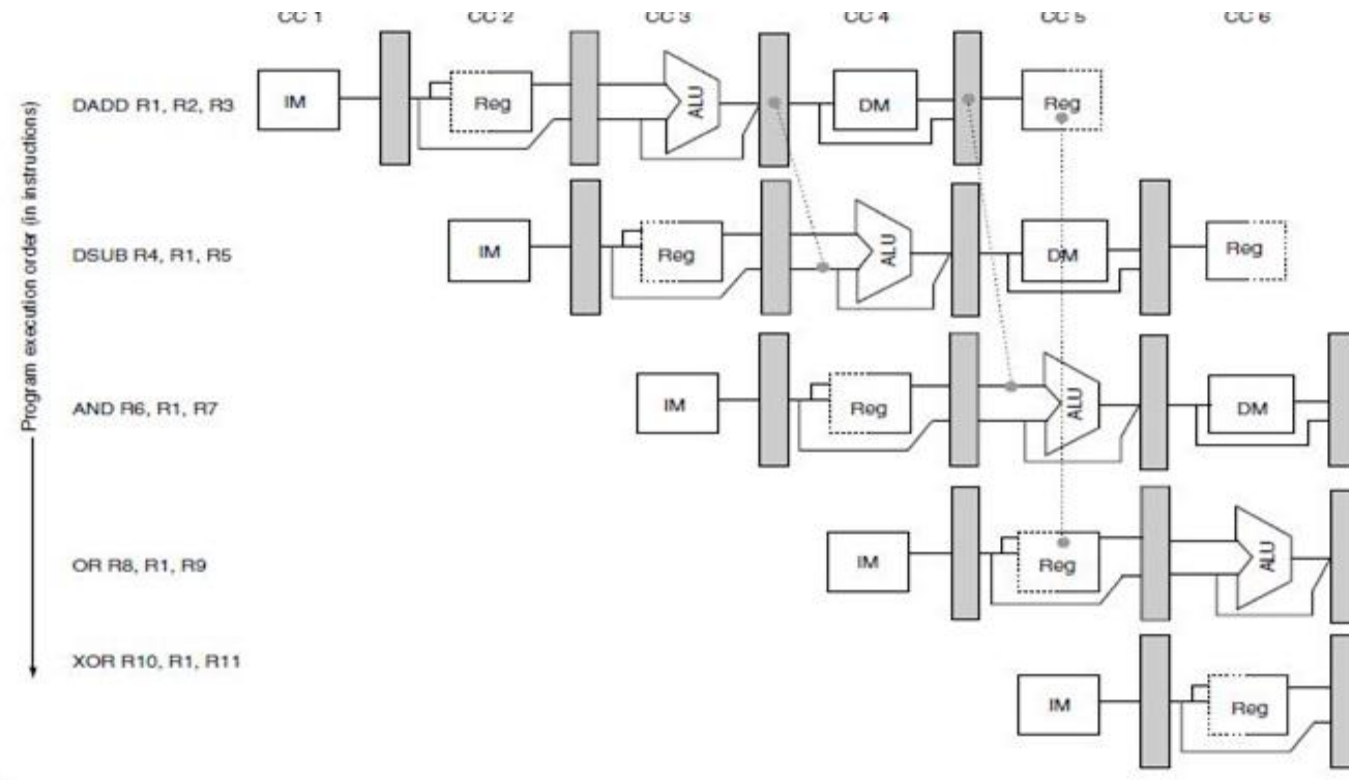 CC 1 CC 2 CC 3 CC 4 CC 5 CC 6
Program execution order (in instructions)
DADD R1, R2, R3
IM Reg ALU DM Reg
DSUB R4, R1, R5
IM Reg ALU DM Reg
AND R6, R1, R7
IM Reg ALU DM
OR R8, R1, R9
IM Reg ALU
XOR R10, R1, R11
IM Reg